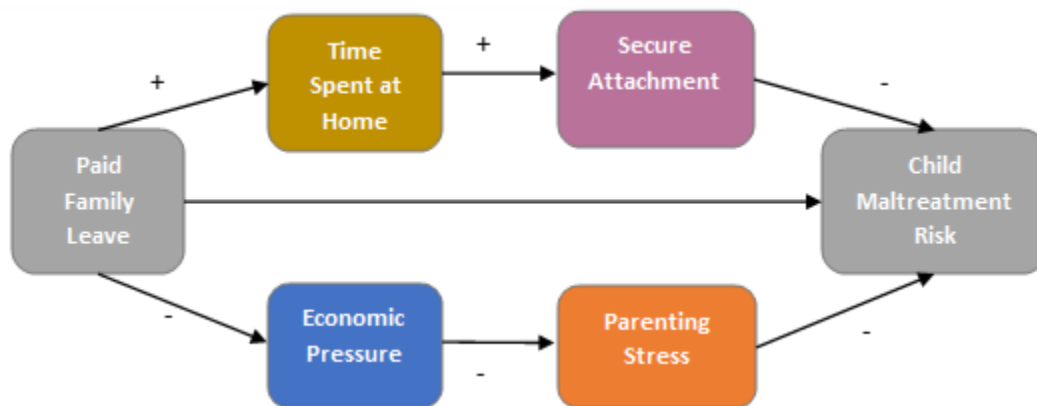 Time
Spent at
Home
+
Secure
Attachment
+
-
Paid
Family
Leave
Child
Maltreatment
Risk
-
Economic
Pressure
-
Parenting
Stress
-